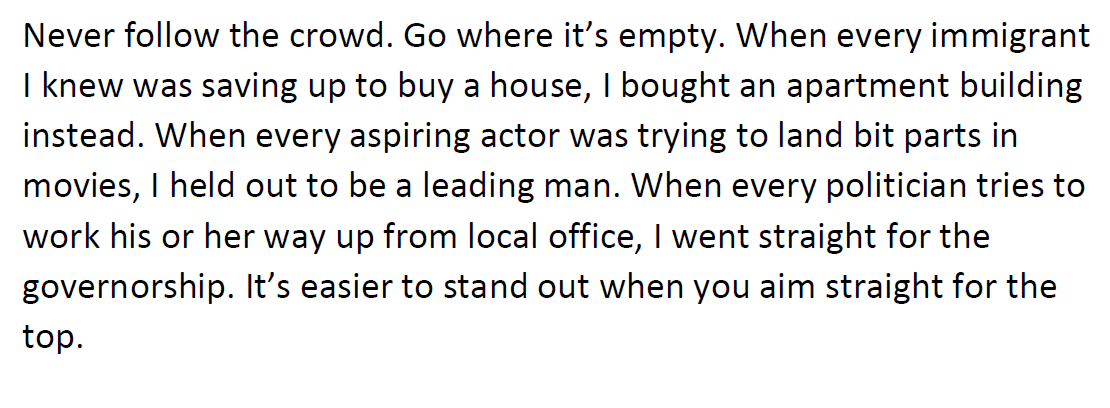 Never follow the crowd. Go where it’s empty. When every immigrant
I knew was saving up to buy a house, I bought an apartment building
instead. When every aspiring actor was trying to land bit parts in
movies, I held out to be a leading man. When every politician tries to
work his or her way up from local office, I went straight for the
governorship. It’s easier to stand out when you aim straight for the
top.